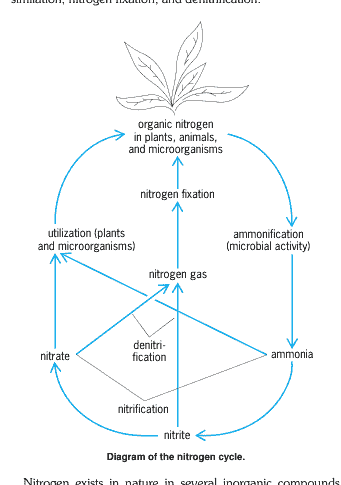 similation, nitrogen fixation, and denitrification.
organic nitrogen
in plants, animals,
and microorganisms
nitrogen fixation
utilization (plants
and microorganisms)
ammonification
(microbial activity)
nitrogen gas
denitri-
fication
nitrate
ammonia
nitrification
nitrite
Diagram of the nitrogen cycle.
Nitrogen exists in nature in several inorganic compounds